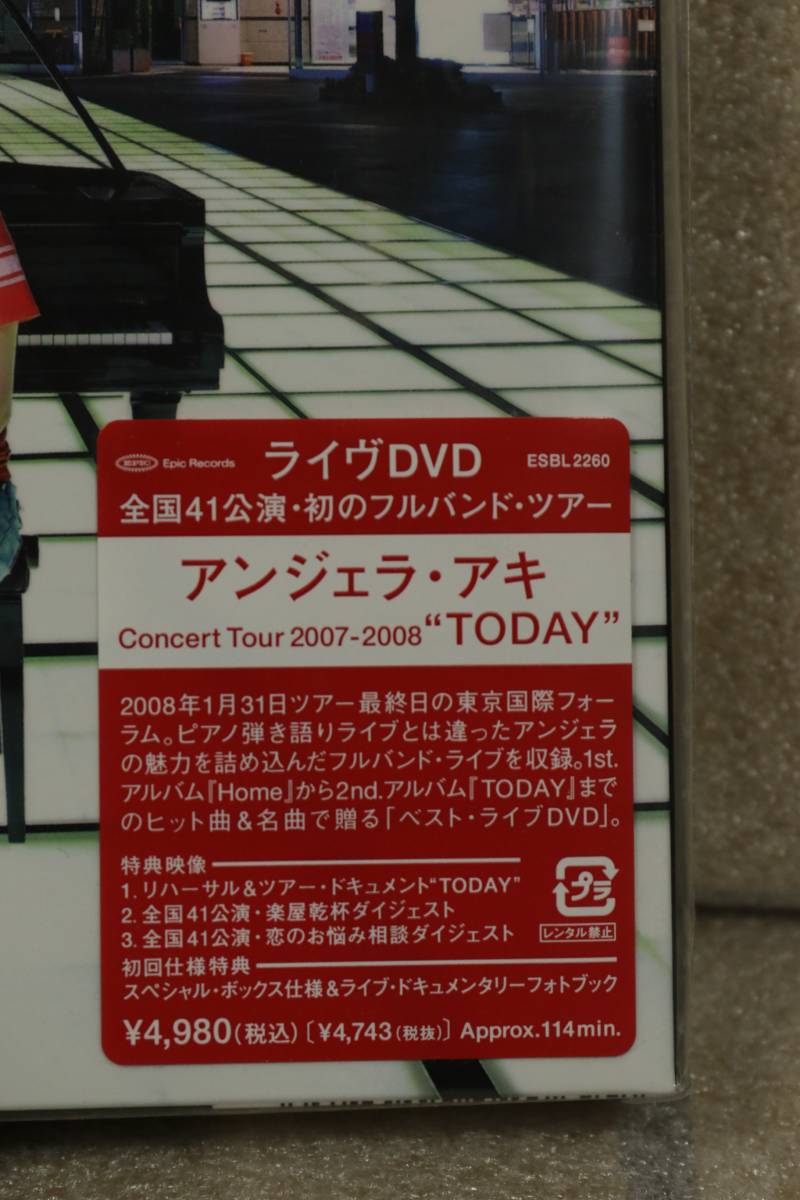 EPIC Epic Records ライヴDVD ESBL 2260
全国41公演・初のフルバンド・ツアー
アンジェラ・アキ
Concert Tour 2007-2008 “TODAY”
2008年1月31日ツアー最終日の東京国際フォー
ラム。ピアノ弾き語りライブとは違ったアンジェラ
の魅力を詰め込んだフルバンド・ライブを収録。1st.
アルバム『Home』から2nd.アルバム『TODAY』まで
のヒット曲&名曲で贈る「ベスト・ライブDVD」。
特典映像
1. リハーサル&ツアー・ドキュメント“TODAY”
2. 全国41公演・楽屋乾杯ダイジェスト
3. 全国41公演・恋のお悩み相談ダイジェスト
プラ
レンタル禁止
初回仕様特典
スペシャル・ボックス仕様&ライブ・ドキュメンタリーフォトブック
¥4,980(税込)〔¥4,743(税抜)〕 Approx.114min.